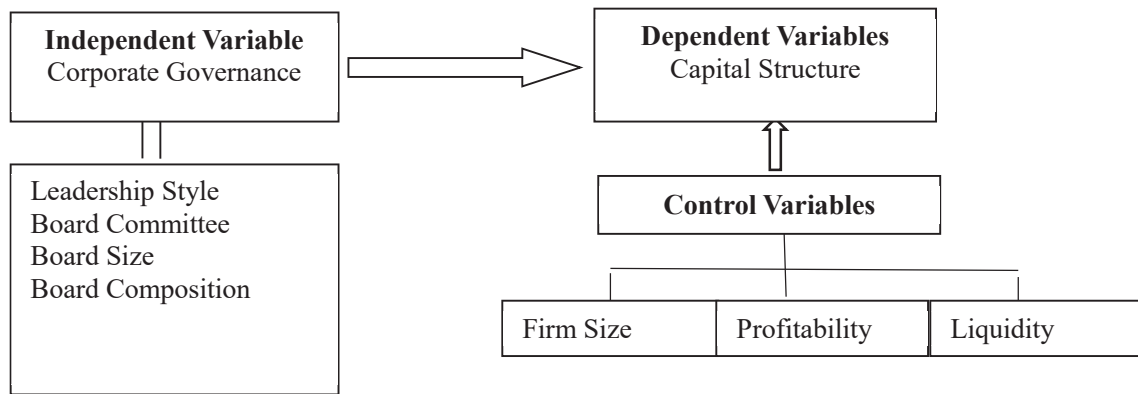 Independent Variable
Corporate Governance
Dependent Variables
Capital Structure
Leadership Style
Board Committee
Board Size
Board Composition
Control Variables
Firm Size
Profitability
Liquidity